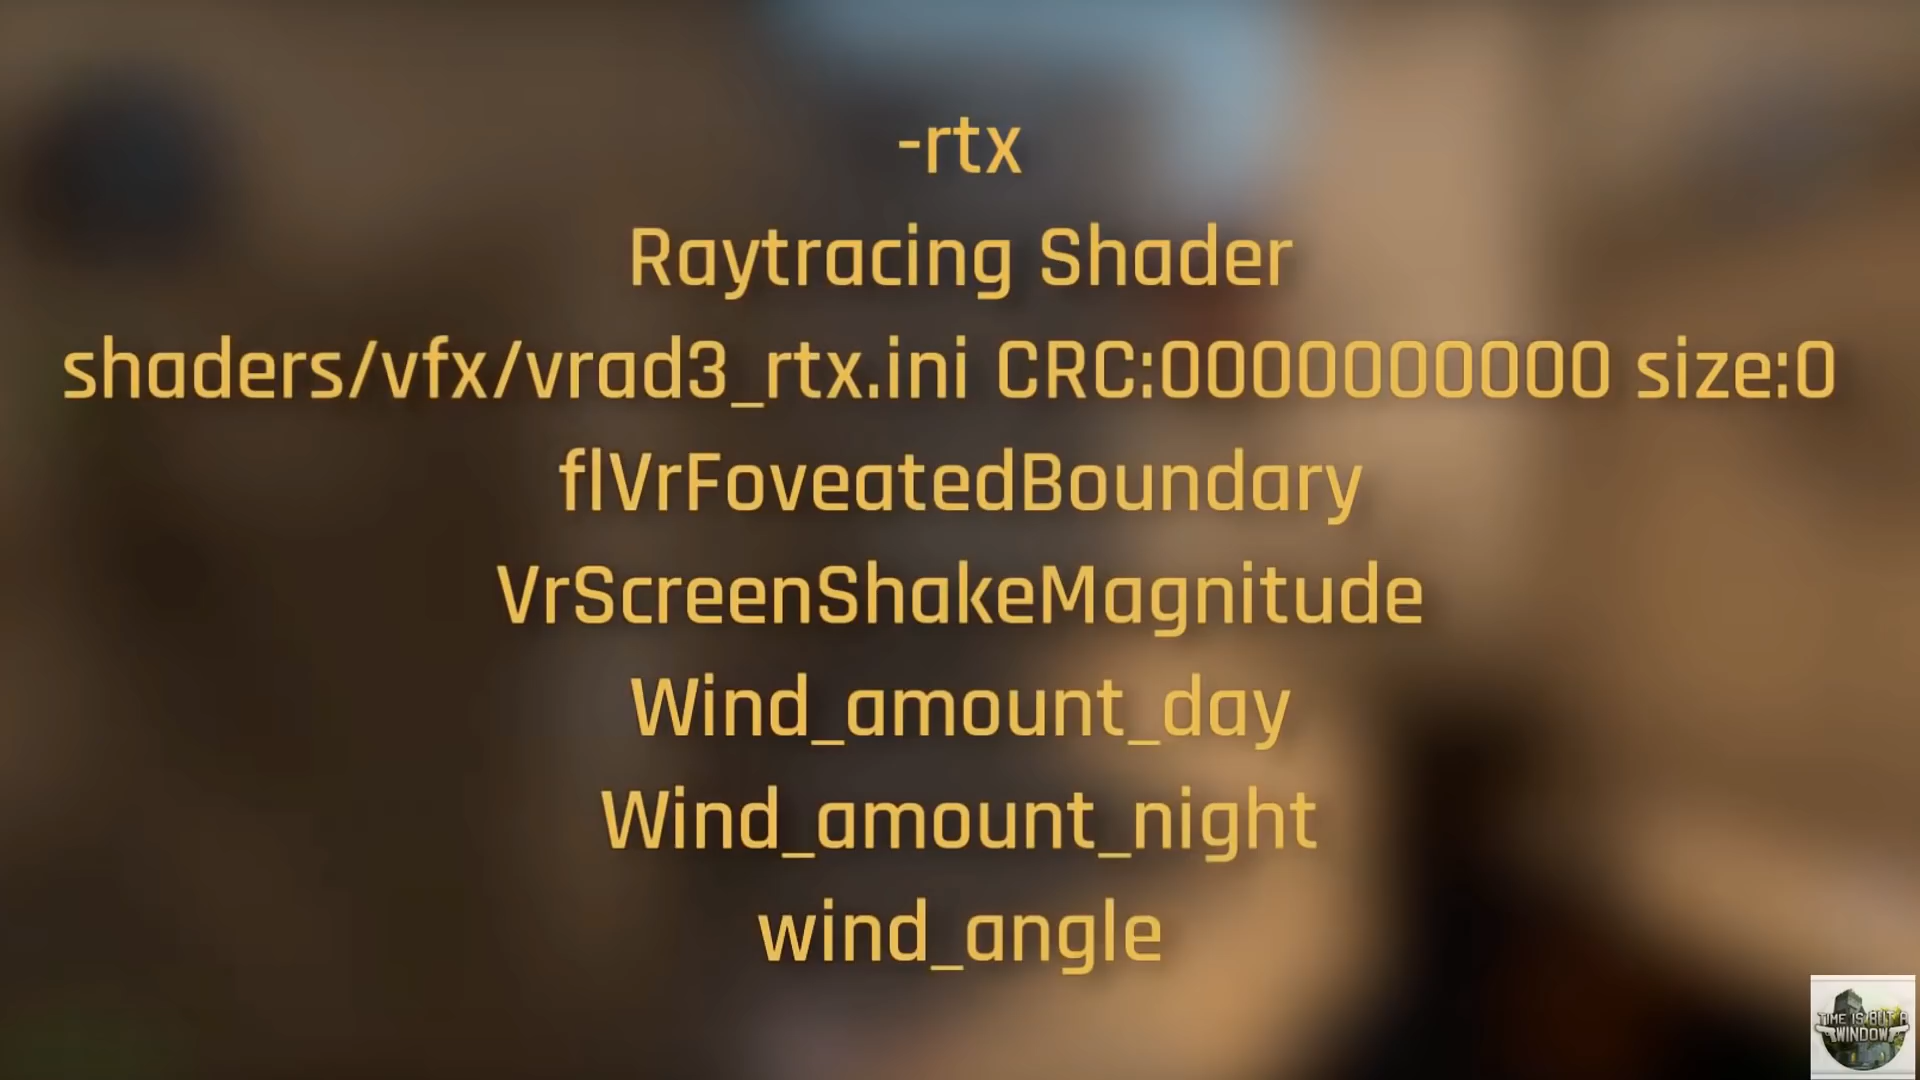 -rtx
Raytracing Shader
shaders/vfx/vrad3_rtx.ini CRC:0000000000 size:0
flVrFoveatedBoundary
VrScreenShakeMagnitude
Wind_amount_day
Wind_amount_night
wind_angle
TIME IS BUT A
WINDOW